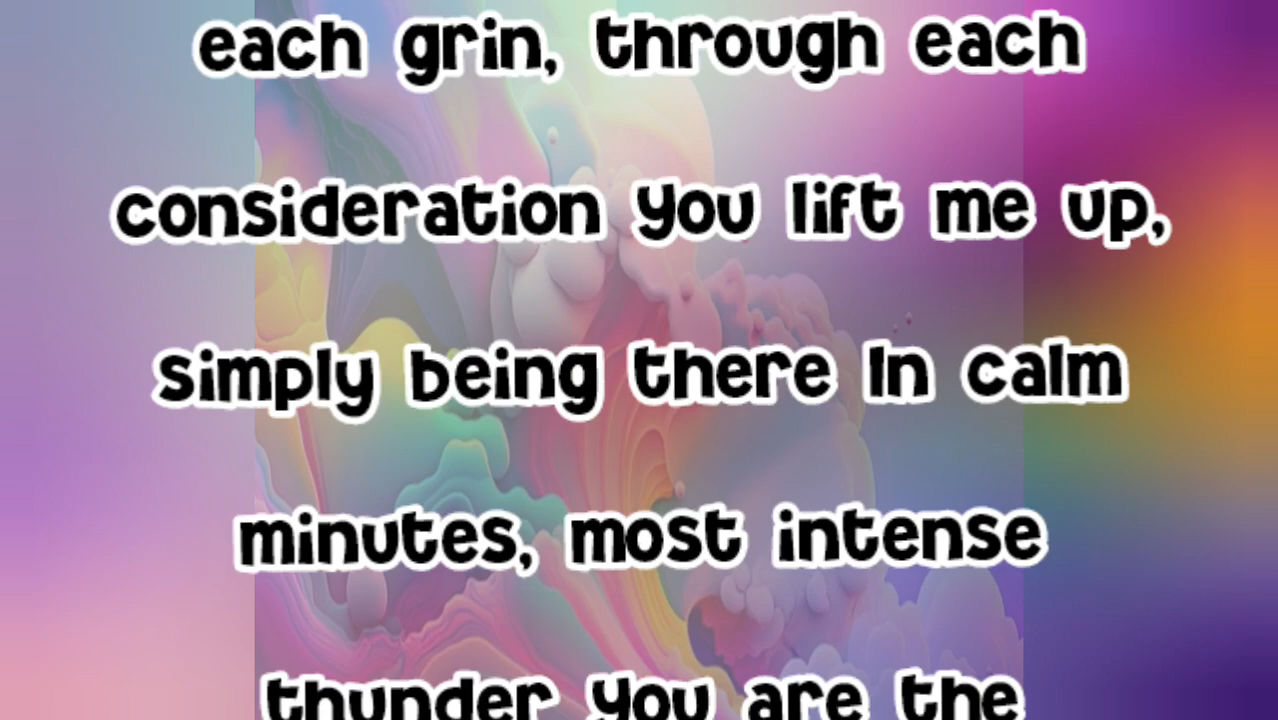 each grin, through each
consideration you lift me up,
simply being there In calm
minutes, most intense
thunder you are the